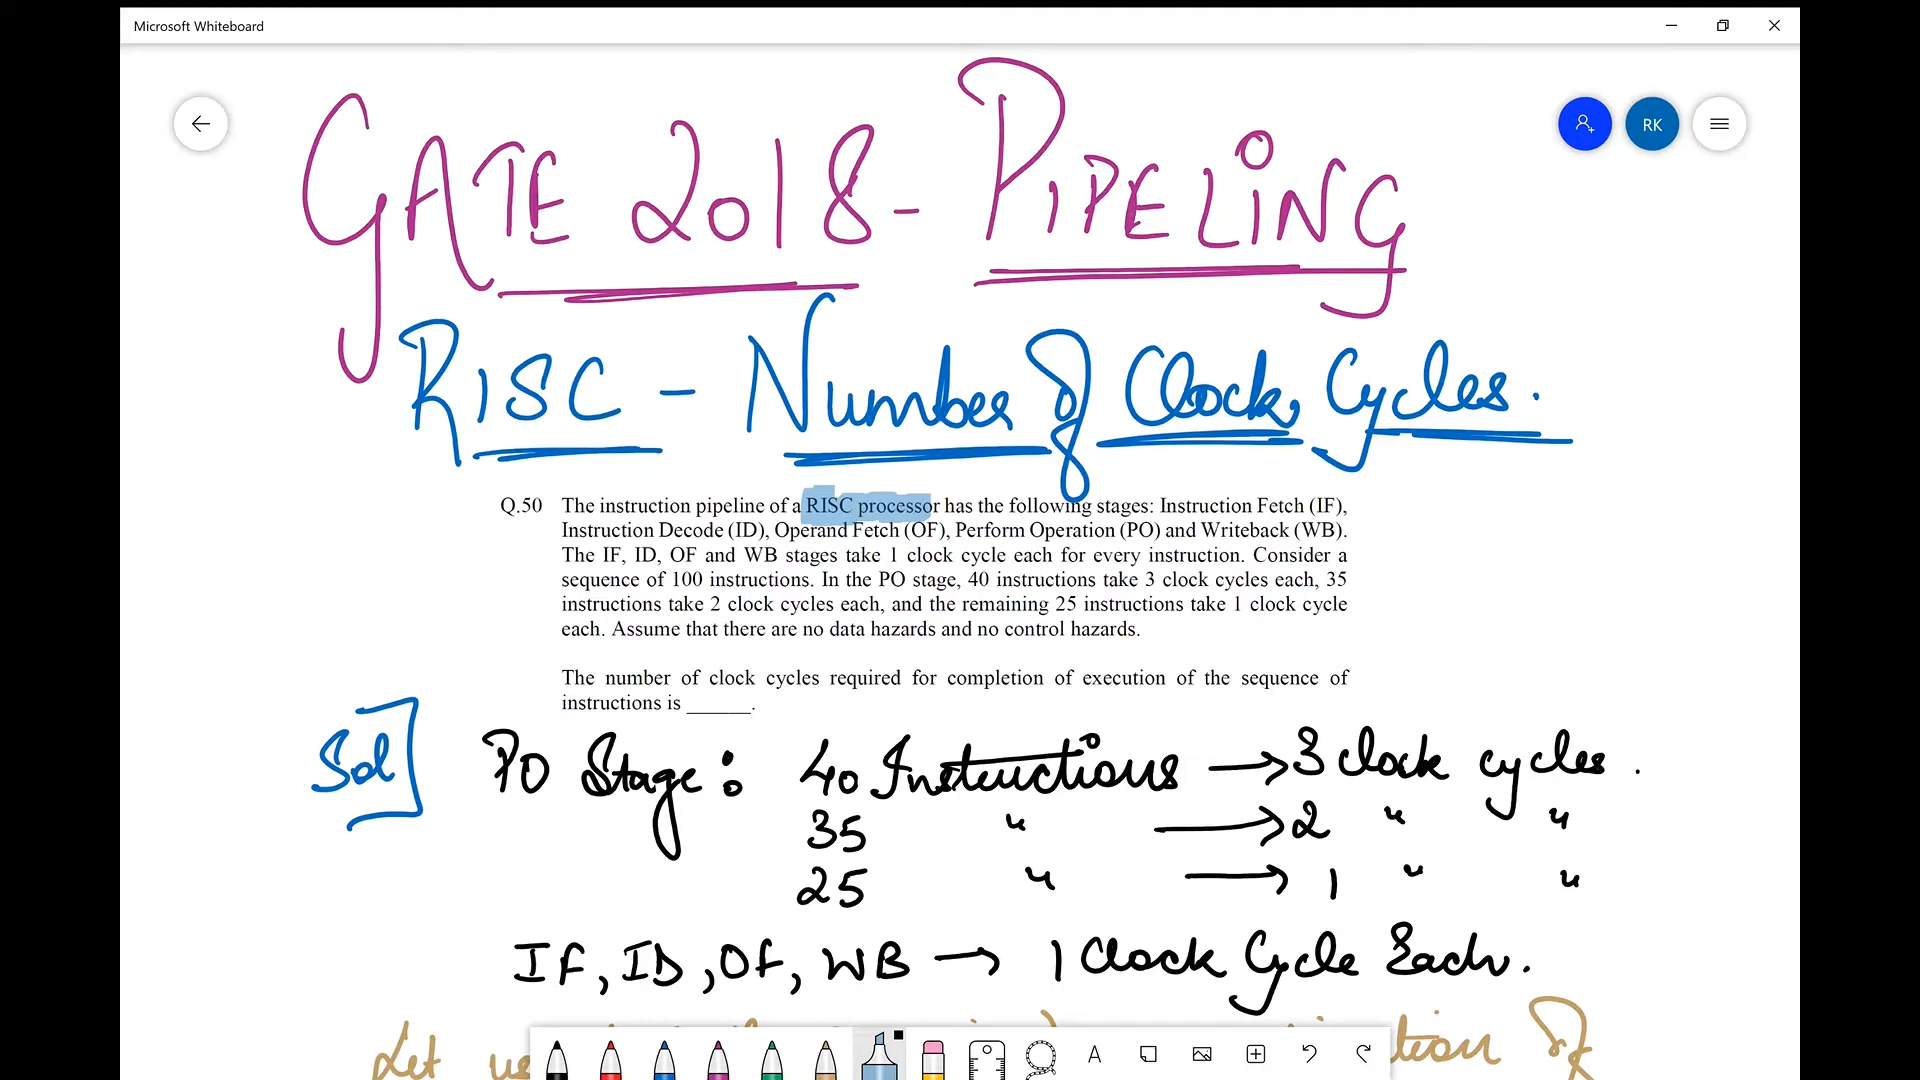 Microsoft Whiteboard
RK
GATE 2018 - PIPELING
RISC - Number of Clock Cycles.
Q.50 The instruction pipeline of a RISC processor has the following stages: Instruction Fetch (IF),
Instruction Decode (ID), Operand Fetch (OF), Perform Operation (PO) and Writeback (WB).
The IF, ID, OF and WB stages take 1 clock cycle each for every instruction. Consider a
sequence of 100 instructions. In the PO stage, 40 instructions take 3 clock cycles each, 35
instructions take 2 clock cycles each, and the remaining 25 instructions take 1 clock cycle
each. Assume that there are no data hazards and no control hazards.
The number of clock cycles required for completion of execution of the sequence of
instructions is ______.
Sol
PO Stage: 40 Instructions → 3 clock cycles.
35 " → 2 " "
25 " → 1 " "
IF, ID, OF, WB → 1 Clock Cycle Each.
Let us
A